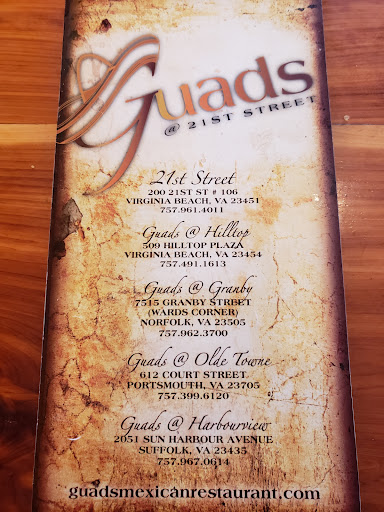 Guads
@ 21ST STREET
21st Street
200 21ST ST # 106
VIRGINIA BEACH, VA 23451
757.961.4011
Guads @ Hilltop
509 HILLTOP PLAZA
VIRGINIA BEACH, VA 23454
757.491.1613
Guads @ Granby
7515 GRANBY STREET
(WARDS CORNER)
NORFOLK, VA 23505
757.962.3700
Guads @ Olde Towne
612 COURT STREET
PORTSMOUTH, VA 23705
757.399.6120
Guads @ Harbourview
2051 SUN HARBOUR AVENUE
SUFFOLK, VA 23435
757.967.0614
guadsmexicanrestaurant.com